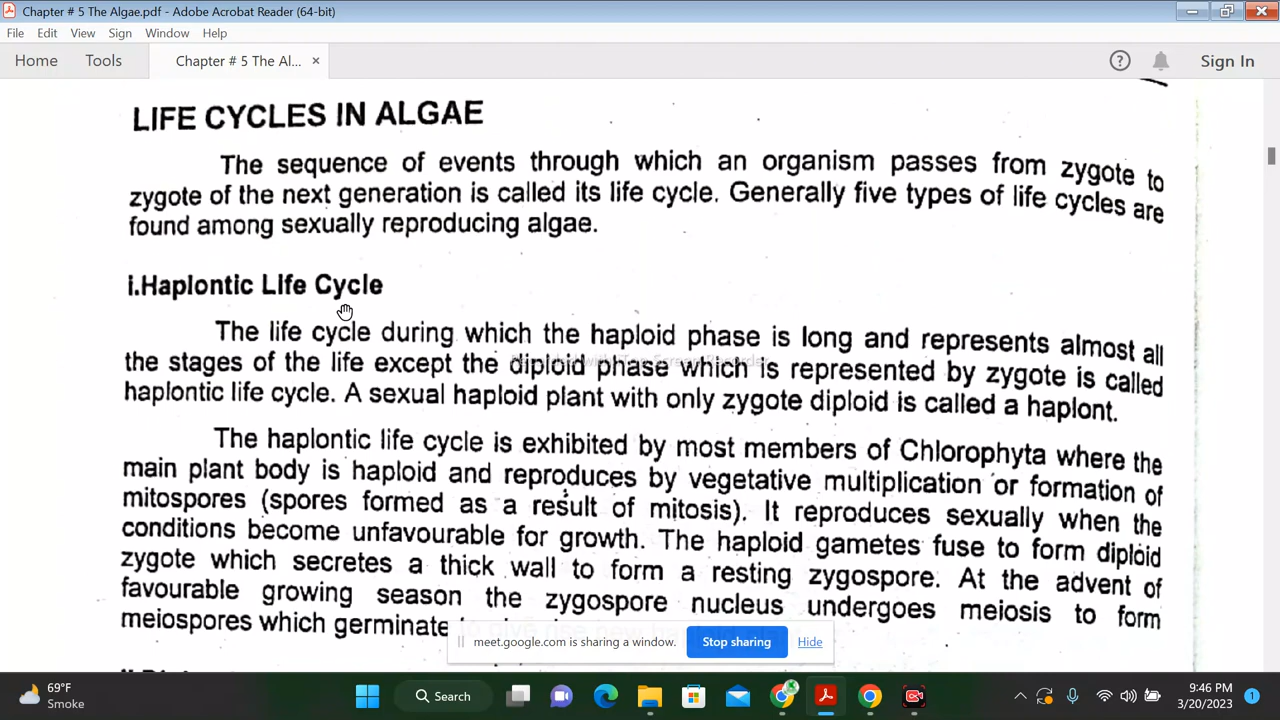 Chapter # 5 The Algae.pdf - Adobe Acrobat Reader (64-bit)
File Edit View Sign Window Help
Home Tools Chapter # 5 The Al... × ? Sign In
LIFE CYCLES IN ALGAE
The sequence of events through which an organism passes from zygote to
zygote of the next generation is called its life cycle. Generally five types of life cycles are
found among sexually reproducing algae.
i.Haplontic Life Cycle
The life cycle during which the haploid phase is long and represents almost all
the stages of the life except the diploid phase which is represented by zygote is called
haplontic life cycle. A sexual haploid plant with only zygote diploid is called a haplont.
The haplontic life cycle is exhibited by most members of Chlorophyta where the
main plant body is haploid and reproduces by vegetative multiplication or formation of
mitospores (spores formed as a result of mitosis). It reproduces sexually when the
conditions become unfavourable for growth. The haploid gametes fuse to form diploid
zygote which secretes a thick wall to form a resting zygospore. At the advent of
favourable growing season the zygospore nucleus undergoes meiosis to form
meiospores which germinate
meet.google.com is sharing a window. Stop sharing Hide
69°F
Smoke
Search
9:46 PM
3/20/2023
1